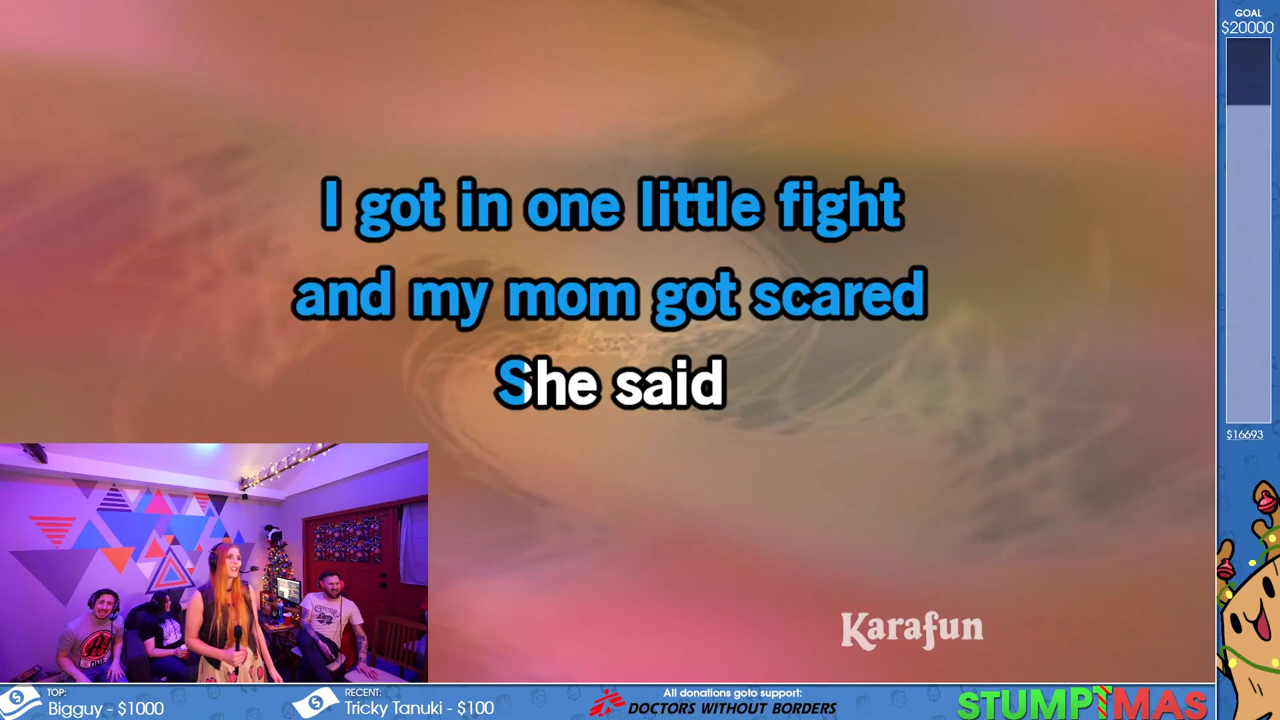 GOAL
$20000
I got in one little fight
and my mom got scared
She said
$16693
Karafun
TOP:
Bigguy - $1000
RECENT:
Tricky Tanuki - $100
All donations goto support:
DOCTORS WITHOUT BORDERS
STUMPTMAS